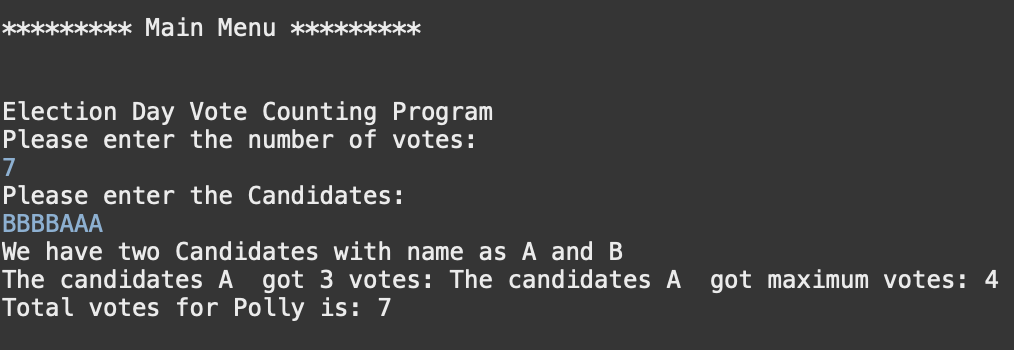 ********* Main Menu *********
Election Day Vote Counting Program
Please enter the number of votes:
7
Please enter the Candidates:
BBBBAAA
We have two Candidates with name as A and B
The candidates A  got 3 votes: The candidates A  got maximum votes: 4
Total votes for Polly is: 7